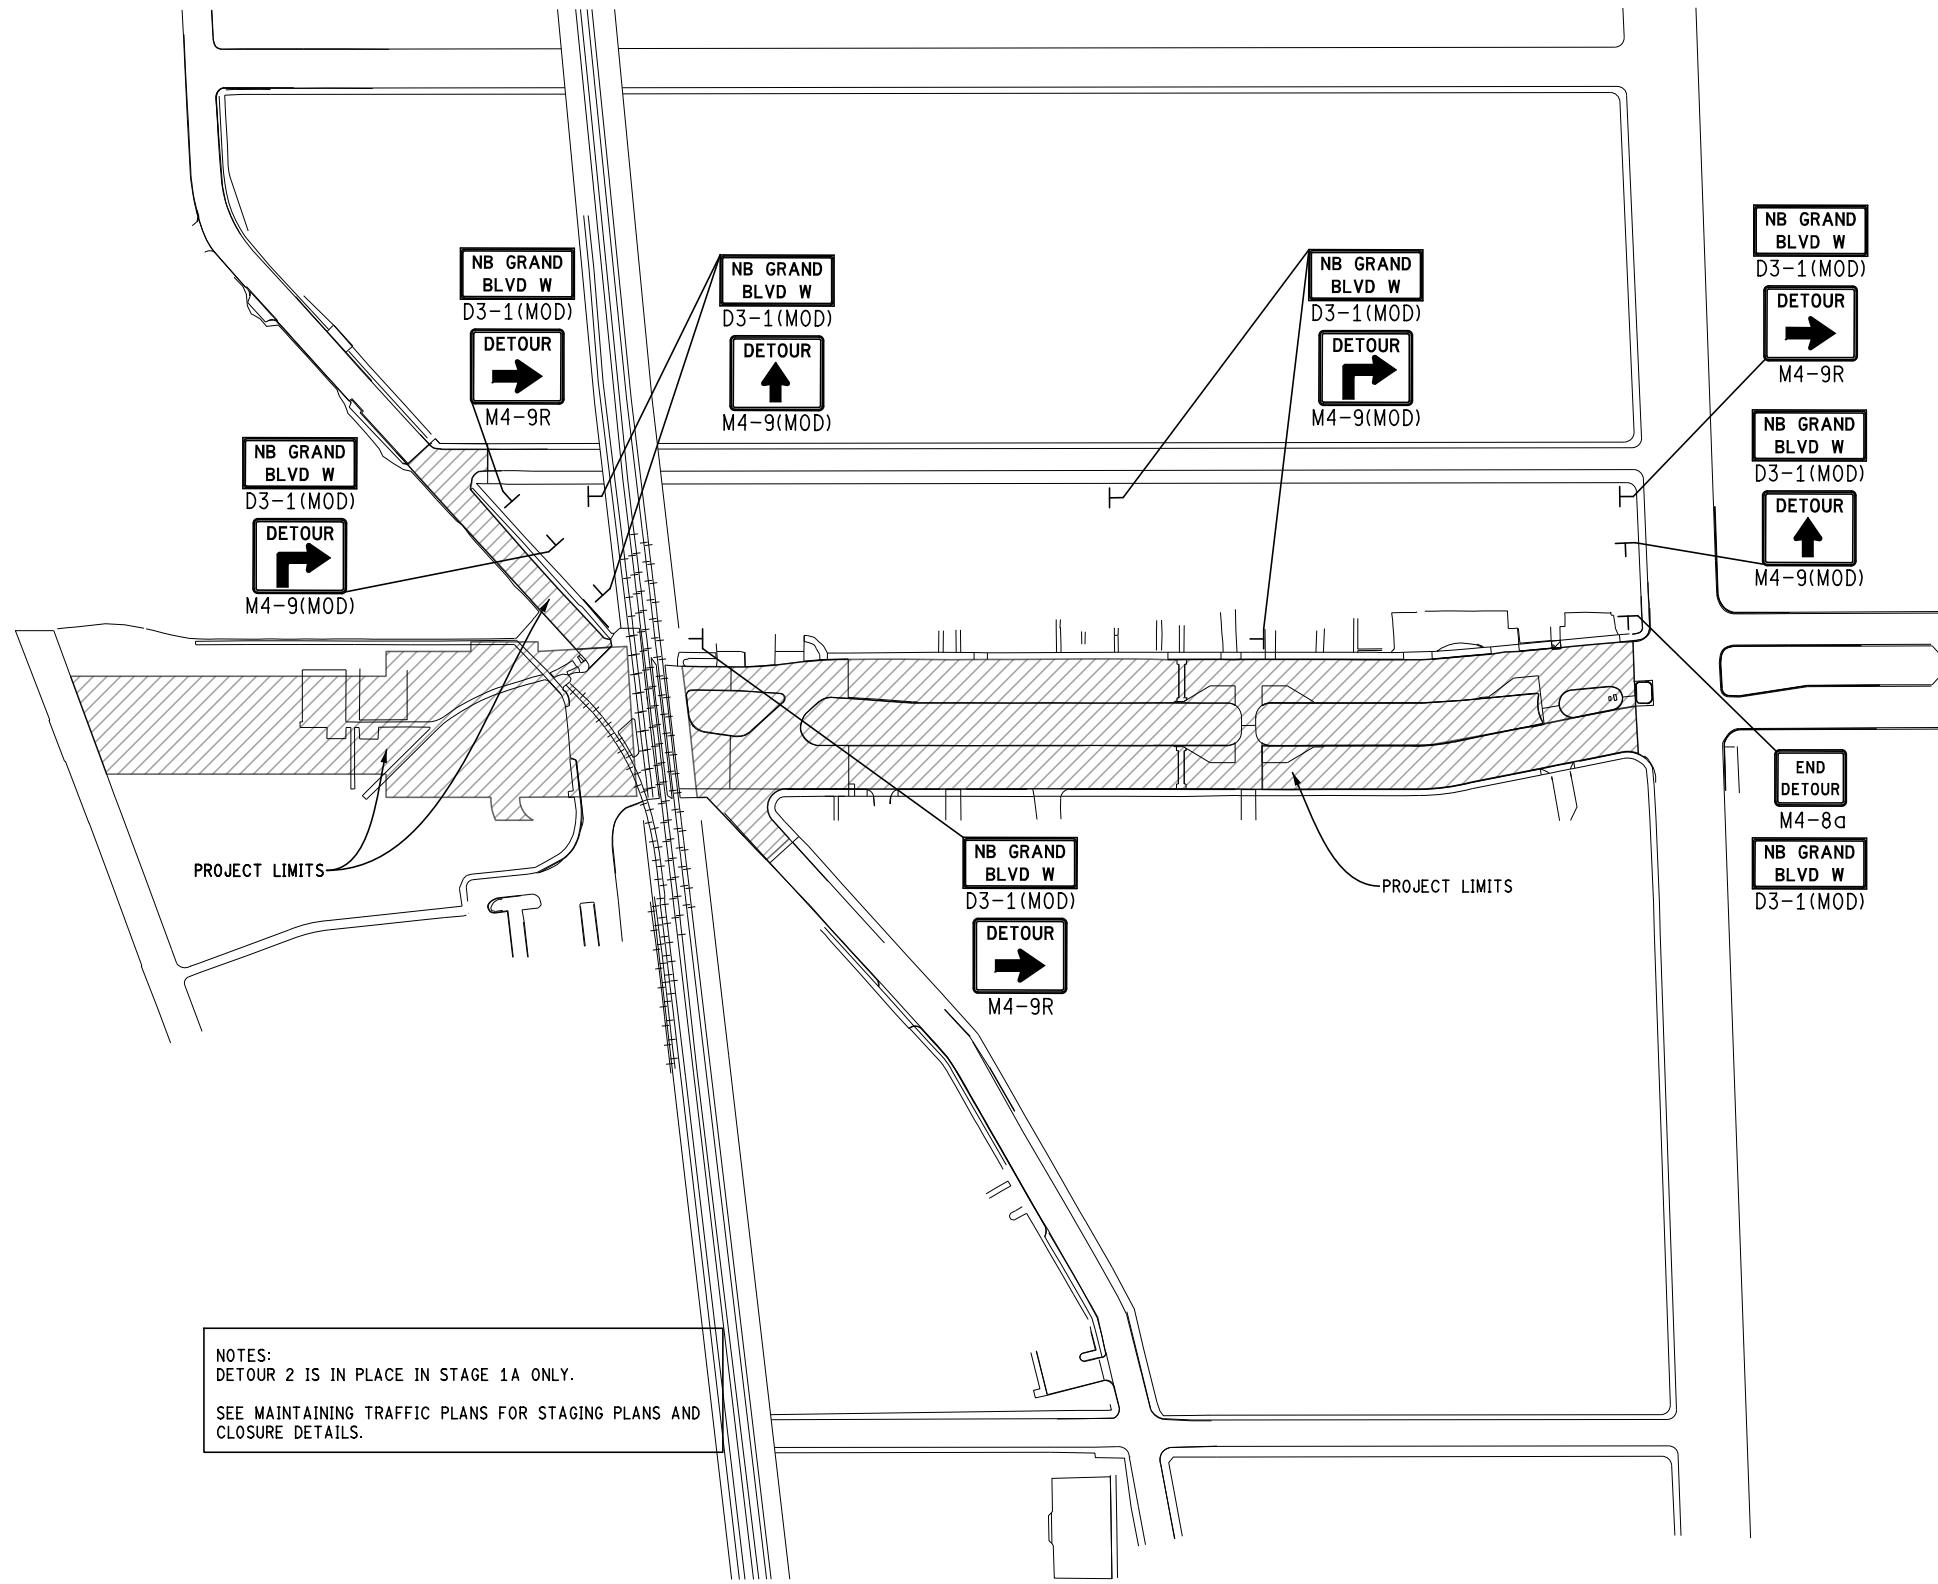 NB GRAND
BLVD W
D3-1(MOD)
DETOUR
M4-9R
NB GRAND
BLVD W
D3-1(MOD)
DETOUR
M4-9R
NB GRAND
BLVD W
D3-1(MOD)
DETOUR
M4-9(MOD)
NB GRAND
BLVD W
D3-1(MOD)
DETOUR
M4-9(MOD)
NB GRAND
BLVD W
D3-1(MOD)
DETOUR
M4-9(MOD)
NB GRAND
BLVD W
D3-1(MOD)
DETOUR
M4-9(MOD)
END
DETOUR
M4-8a
NB GRAND
BLVD W
D3-1(MOD)
PROJECT LIMITS
NB GRAND
BLVD W
D3-1(MOD)
DETOUR
M4-9R
PROJECT LIMITS
NOTES:
DETOUR 2 IS IN PLACE IN STAGE 1A ONLY.
SEE MAINTAINING TRAFFIC PLANS FOR STAGING PLANS AND
CLOSURE DETAILS.